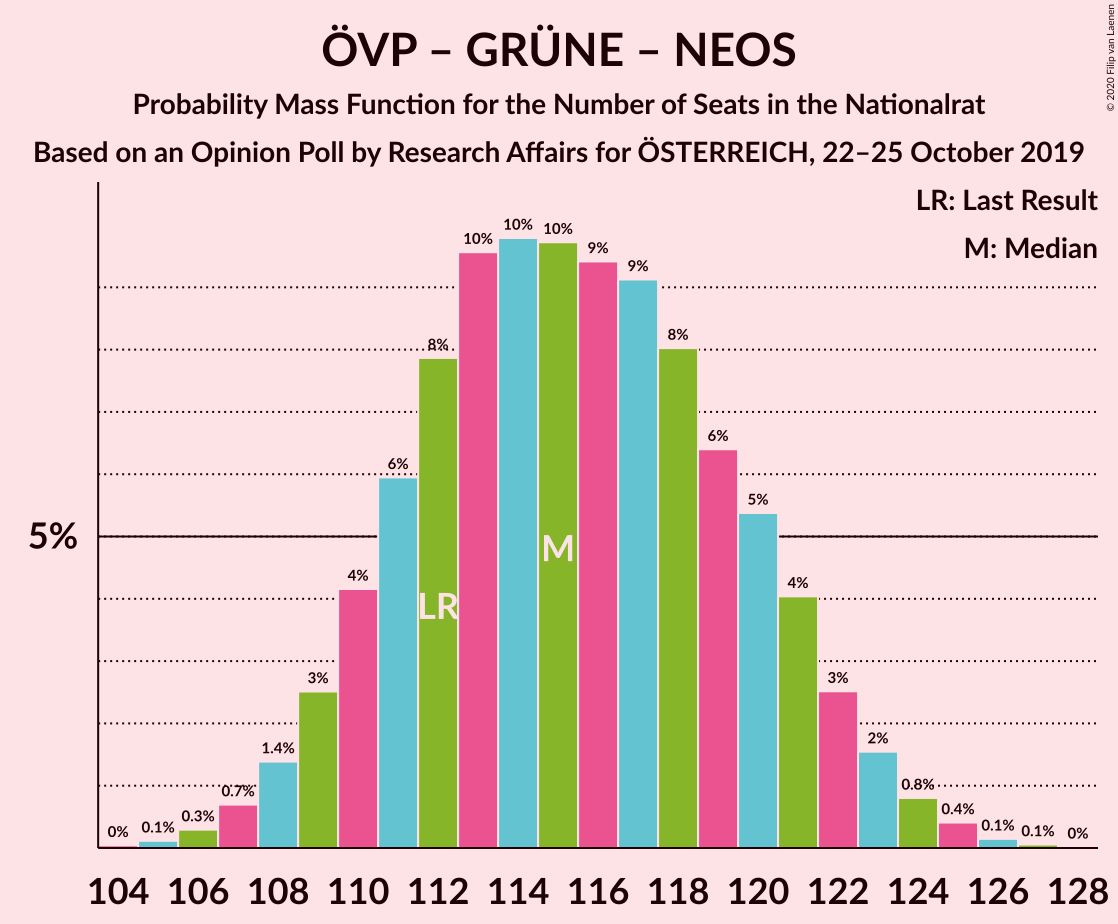 ÖVP – GRÜNE – NEOS
Probability Mass Function for the Number of Seats in the Nationalrat
Based on an Opinion Poll by Research Affairs for ÖSTERREICH, 22–25 October 2019
© 2020 Filip van Laenen
LR: Last Result
M: Median
5%
0%
0.1%
0.3%
0.7%
1.4%
3%
4%
6%
8%
10%
10%
10%
9%
9%
8%
6%
5%
4%
3%
2%
0.8%
0.4%
0.1%
0.1%
0%
LR
M
104 106 108 110 112 114 116 118 120 122 124 126 128